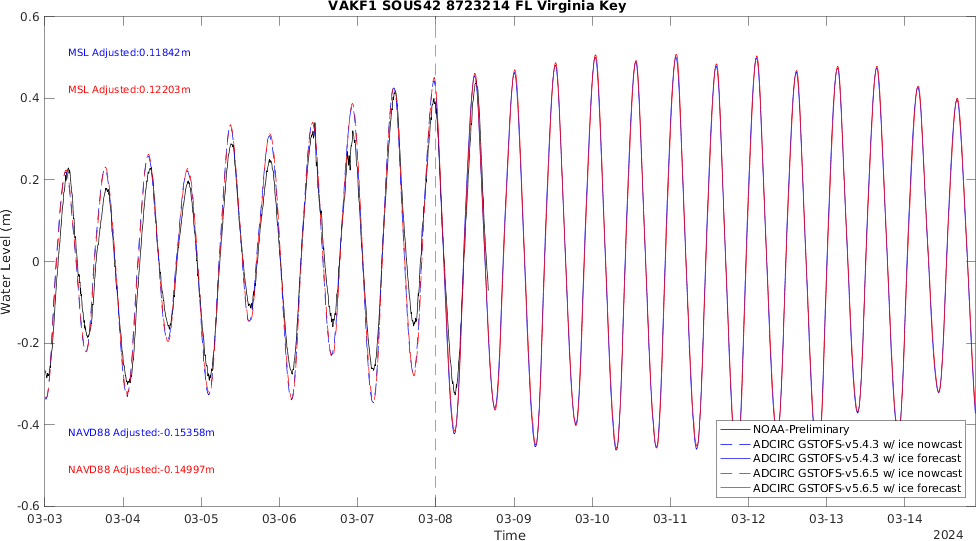 VAKF1 SOUS42 8723214 FL Virginia Key
0.6
0.4
0.2
0
-0.2
-0.4
-0.6
Water Level (m)
MSL Adjusted:0.11842m
MSL Adjusted:0.12203m
NAVD88 Adjusted:-0.15358m
NAVD88 Adjusted:-0.14997m
NOAA-Preliminary
ADCIRC GSTOFS-v5.4.3 w/ ice nowcast
ADCIRC GSTOFS-v5.4.3 w/ ice forecast
ADCIRC GSTOFS-v5.6.5 w/ ice nowcast
ADCIRC GSTOFS-v5.6.5 w/ ice forecast
03-03 03-04 03-05 03-06 03-07 03-08 03-09 03-10 03-11 03-12 03-13 03-14
Time
2024